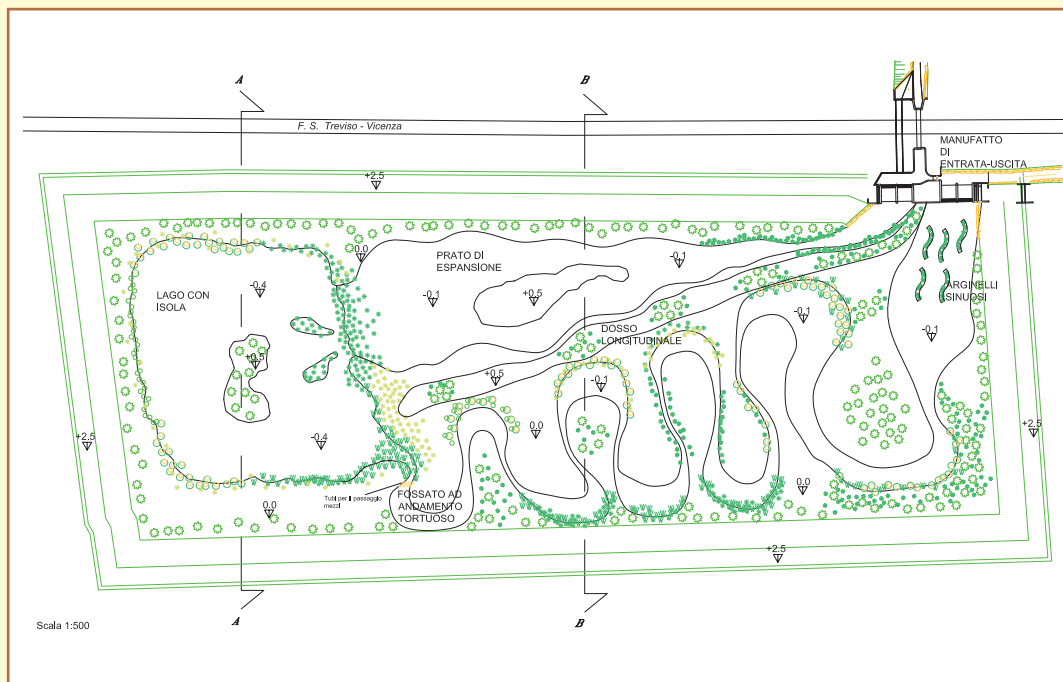 A
B
F. S. Treviso - Vicenza
MANUFATTO
DI
ENTRATA-USCITA
+2.5
0.0
PRATO DI
ESPANSIONE
-0.1
LAGO CON
ISOLA
-0.4
-0.1
+0.5
ARGINELLI
SINUOSI
-0.1
-0.1
DOSSO
LONGITUDINALE
+0.5
+0.5
-0.1
+2.5
-0.4
0.0
+2.5
0.0
Tubi per il passaggio
mezzi
FOSSATO AD
ANDAMENTO
TORTUOSO
0.0
+2.5
A
B
Scala 1:500